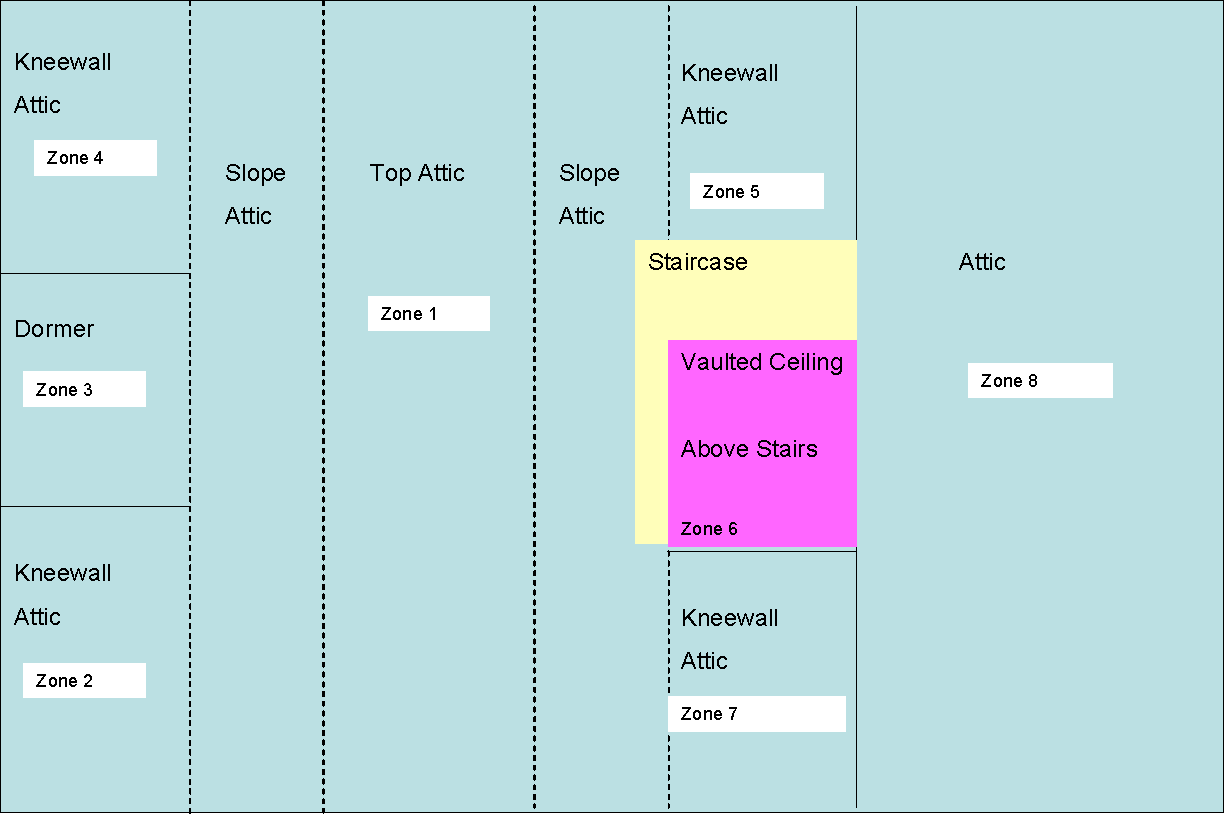 Kneewall
Attic
Zone 4
Dormer
Zone 3
Kneewall
Attic
Zone 2
Slope
Attic
Top Attic
Zone 1
Slope
Attic
Kneewall
Attic
Zone 5
Staircase
Vaulted Ceiling
Above Stairs
Zone 6
Kneewall
Attic
Zone 7
Attic
Zone 8